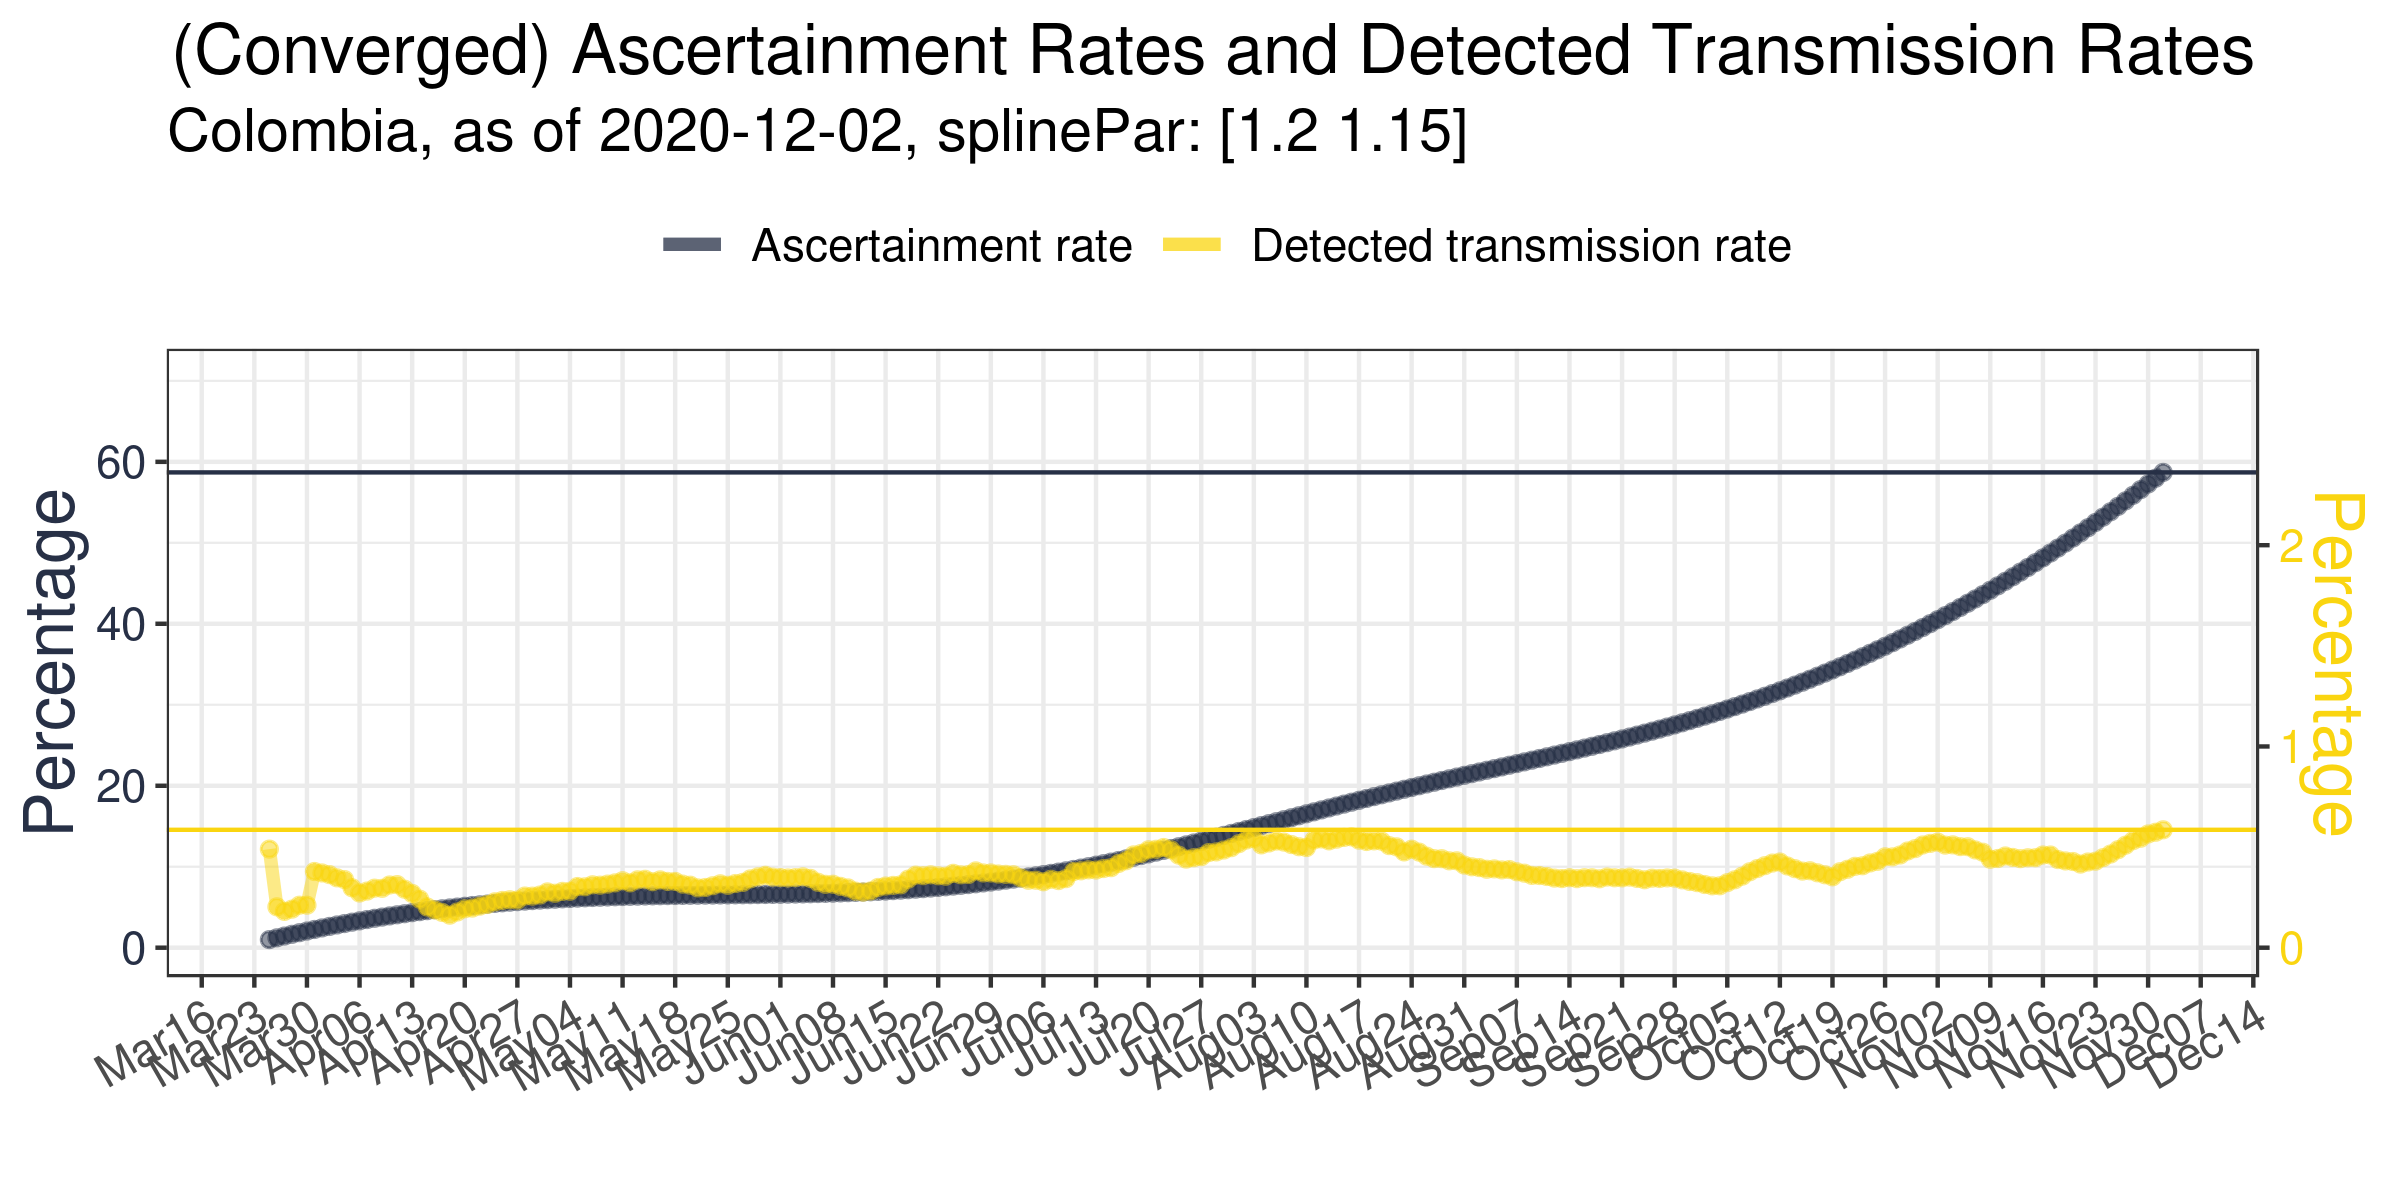 (Converged) Ascertainment Rates and Detected Transmission Rates
Colombia, as of 2020-12-02, splinePar: [1.2 1.15]
Ascertainment rate Detected transmission rate
Percentage
60
40
20
0
2
1
0
Percentage
Mar16 Mar23 Mar30 Apr06 Apr13 Apr20 Apr27 May04 May11 May18 May25 Jun01 Jun08 Jun15 Jun22 Jun29 Jul06 Jul13 Jul20 Jul27 Aug03 Aug10 Aug17 Aug24 Aug31 Sep07 Sep14 Sep21 Sep28 Oct05 Oct12 Oct19 Oct26 Nov02 Nov09 Nov16 Nov23 Nov30 Dec07 Dec14